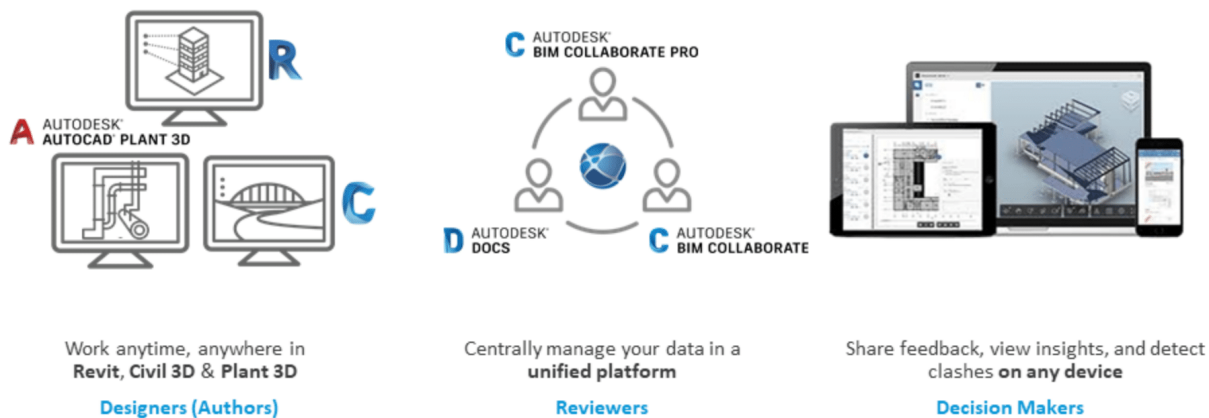 R
A AUTODESK®
AUTOCAD® PLANT 3D
C
C AUTODESK®
BIM COLLABORATE PRO
D AUTODESK®
DOCS
C AUTODESK®
BIM COLLABORATE
Work anytime, anywhere in
Revit, Civil 3D & Plant 3D
Designers (Authors)
Centrally manage your data in a
unified platform
Reviewers
Share feedback, view insights, and detect
clashes on any device
Decision Makers